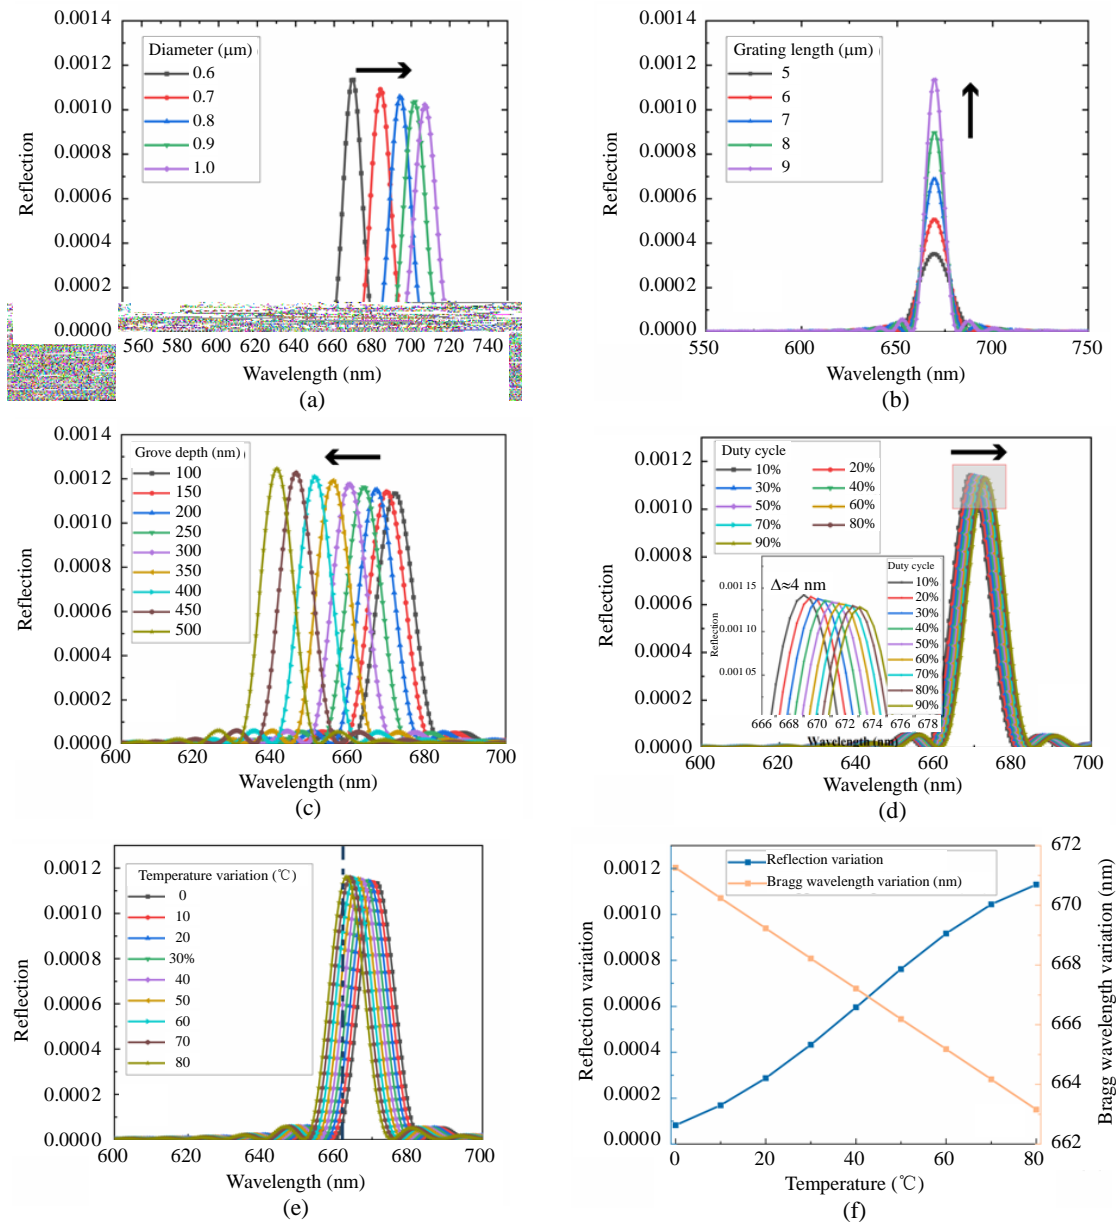 0.0014
0.0012
0.0010
0.0008
0.0006
0.0004
0.0002
0.0000
Reflection
Diameter (μm)
0.6
0.7
0.8
0.9
1.0
560 580 600 620 640 660 680 700 720 740
Wavelength (nm)
(a)
0.0014
0.0012
0.0010
0.0008
0.0006
0.0004
0.0002
0.0000
Reflection
Grating length (μm)
5
6
7
8
9
550 600 650 700 750
Wavelength (nm)
(b)
0.0014
0.0012
0.0010
0.0008
0.0006
0.0004
0.0002
0.0000
Reflection
Grove depth (nm)
100
150
200
250
300
350
400
450
500
600 620 640 660 680 700
Wavelength (nm)
(c)
0.0012
0.0010
0.0008
0.0006
0.0004
0.0002
0.0000
Reflection
Duty cycle
10% 20%
30% 40%
50% 60%
70% 80%
90%
Δ≈4 nm
0.00115
0.00110
0.00105
Reflection
Duty cycle
10%
20%
30%
40%
50%
60%
70%
80%
90%
666 668 670 672 674 676 678
Wavelength (nm)
600 620 640 660 680 700
Wavelength (nm)
(d)
0.0012
0.0010
0.0008
0.0006
0.0004
0.0002
0.0000
Reflection
Temperature variation (℃)
0
10
20
30%
40
50
60
70
80
600 620 640 660 680 700
Wavelength (nm)
(e)
0.0012
0.0010
0.0008
0.0006
0.0004
0.0002
0.0000
Reflection variation
Reflection variation
Bragg wavelength variation (nm)
672
670
668
666
664
662
Bragg wavelength variation (nm)
0 20 40 60 80
Temperature (℃)
(f)